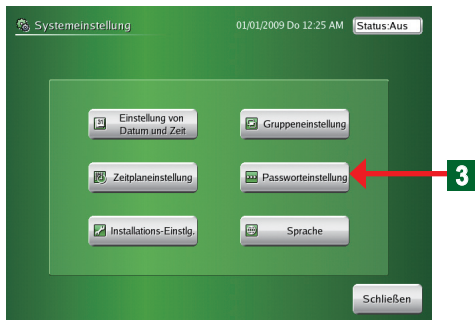 Systemeinstellung
01/01/2009 Do 12:25 AM
Status:Aus
31
Einstellung von
Datum und Zeit
Gruppeneinstellung
Zeitplaneinstellung
Passworteinstellung
3
Installations-Einstlg.
Sprache
Schließen